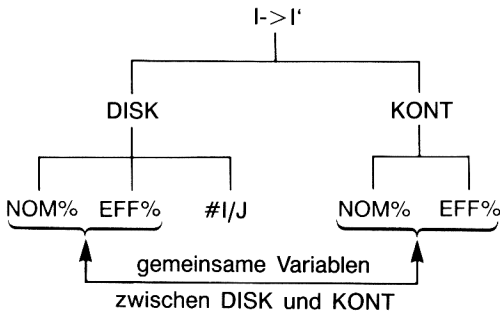 I->I'
DISK KONT
NOM% EFF% #I/J NOM% EFF%
gemeinsame Variablen
zwischen DISK und KONT